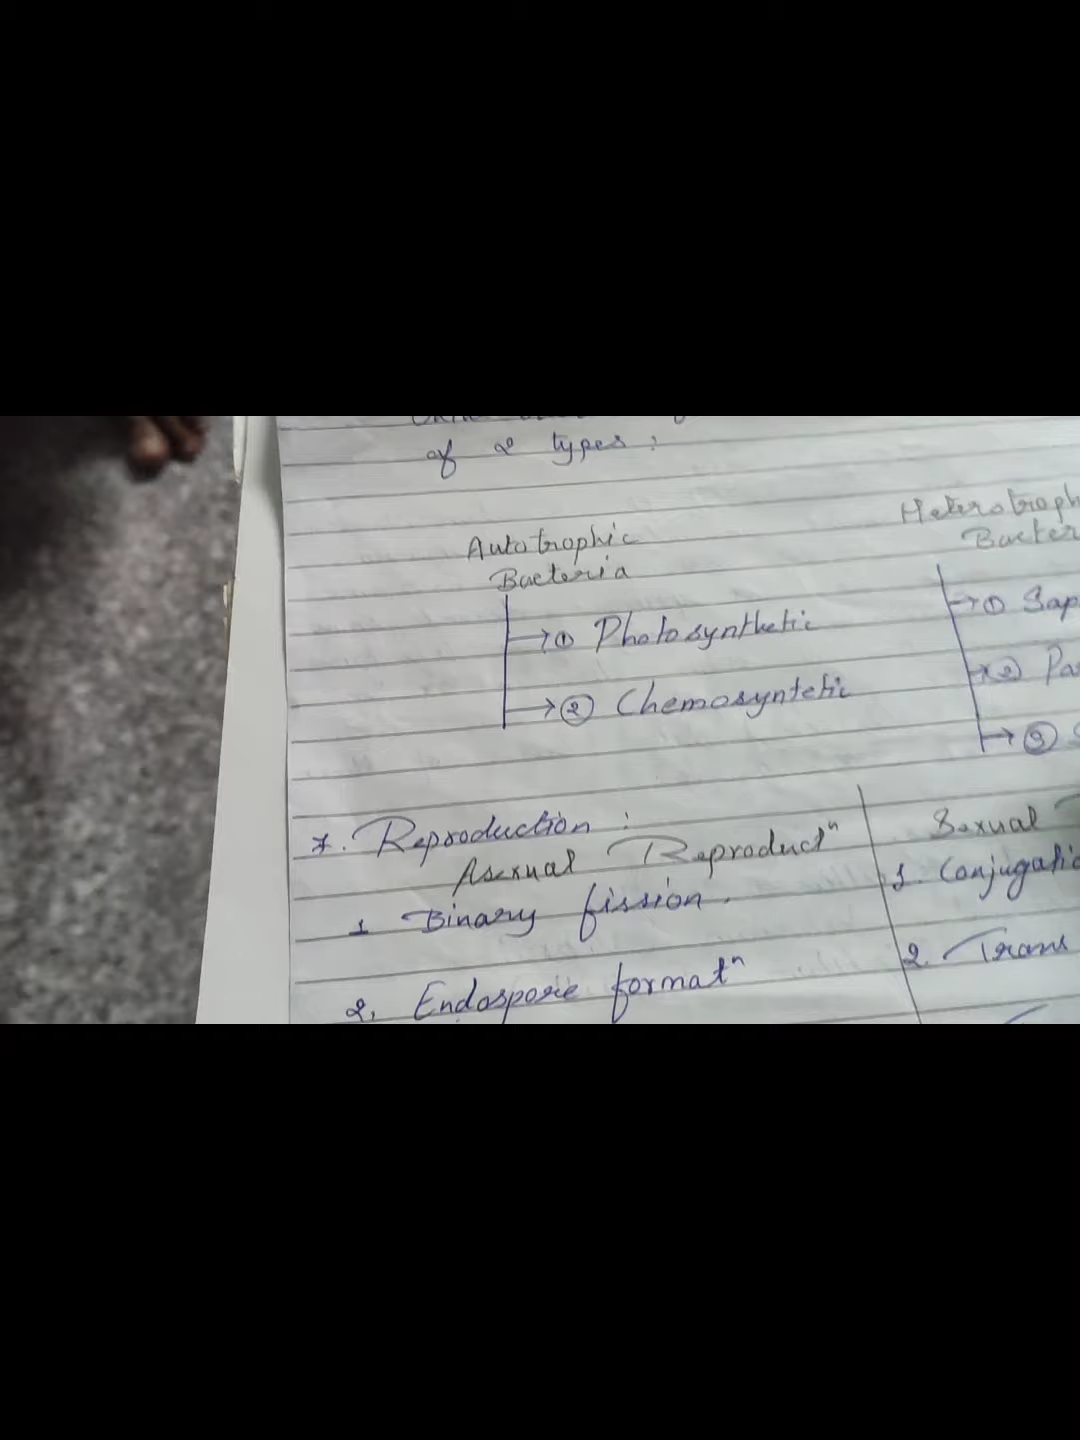 of 2 types:
Autotrophic
Bacteria
→① Photosynthetic
→② Chemosyntetic
Heterotroph
Bacter
→① Sap
→② Pa
→③
7. Reproduction:
Asexual Reproductⁿ
1 Binary fission.
2. Endospore formatⁿ
Sexual
1. Conjugatio
2. Trans